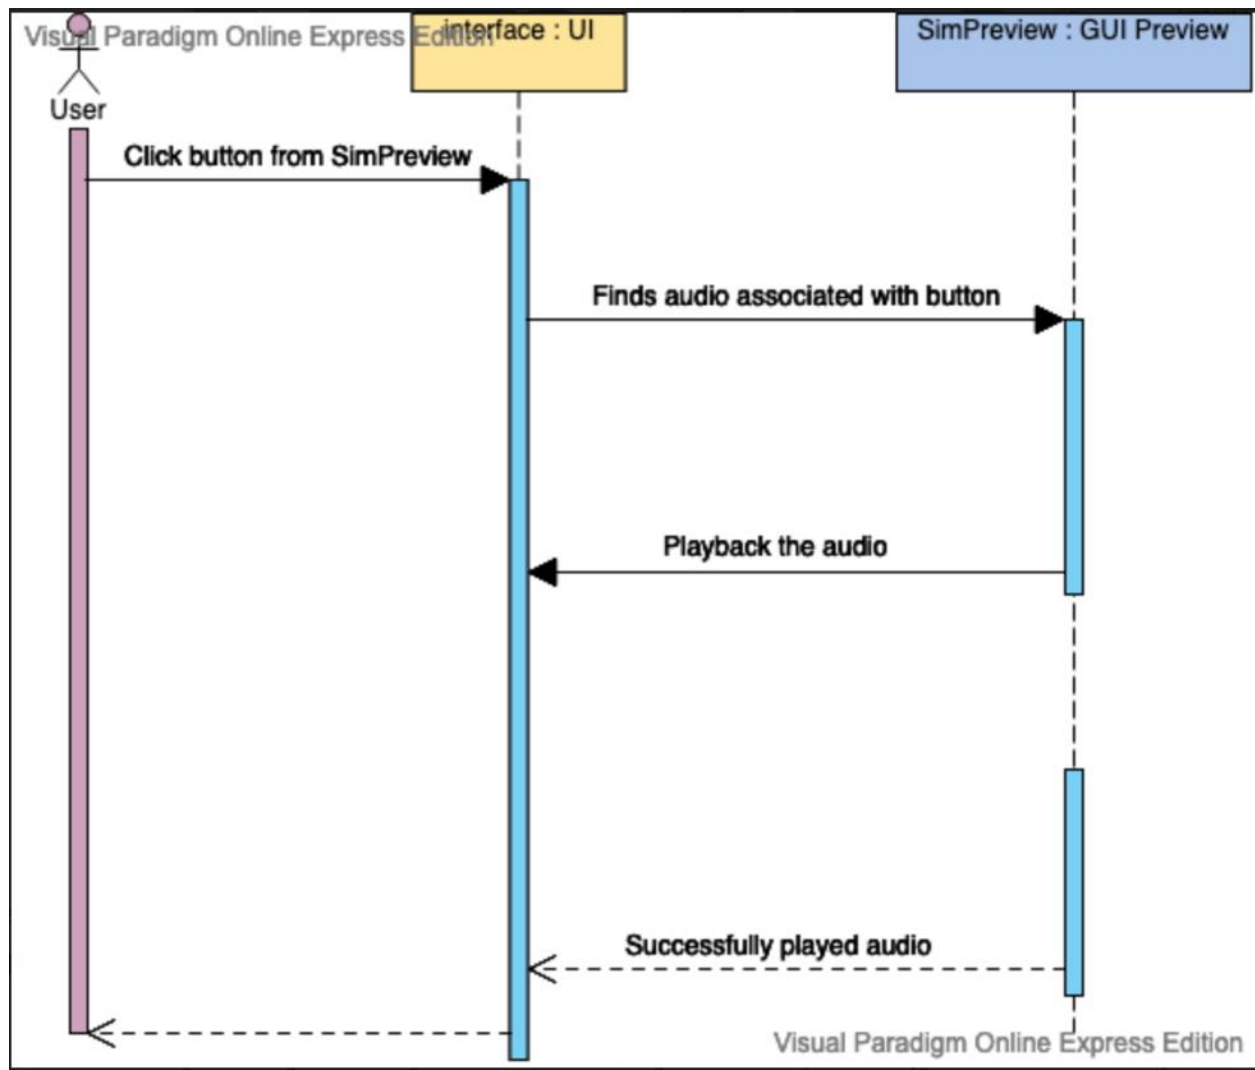 Visual Paradigm Online Express Edition
interface : UI
SimPreview : GUI Preview
User
Click button from SimPreview
Finds audio associated with button
Playback the audio
Successfully played audio
Visual Paradigm Online Express Edition